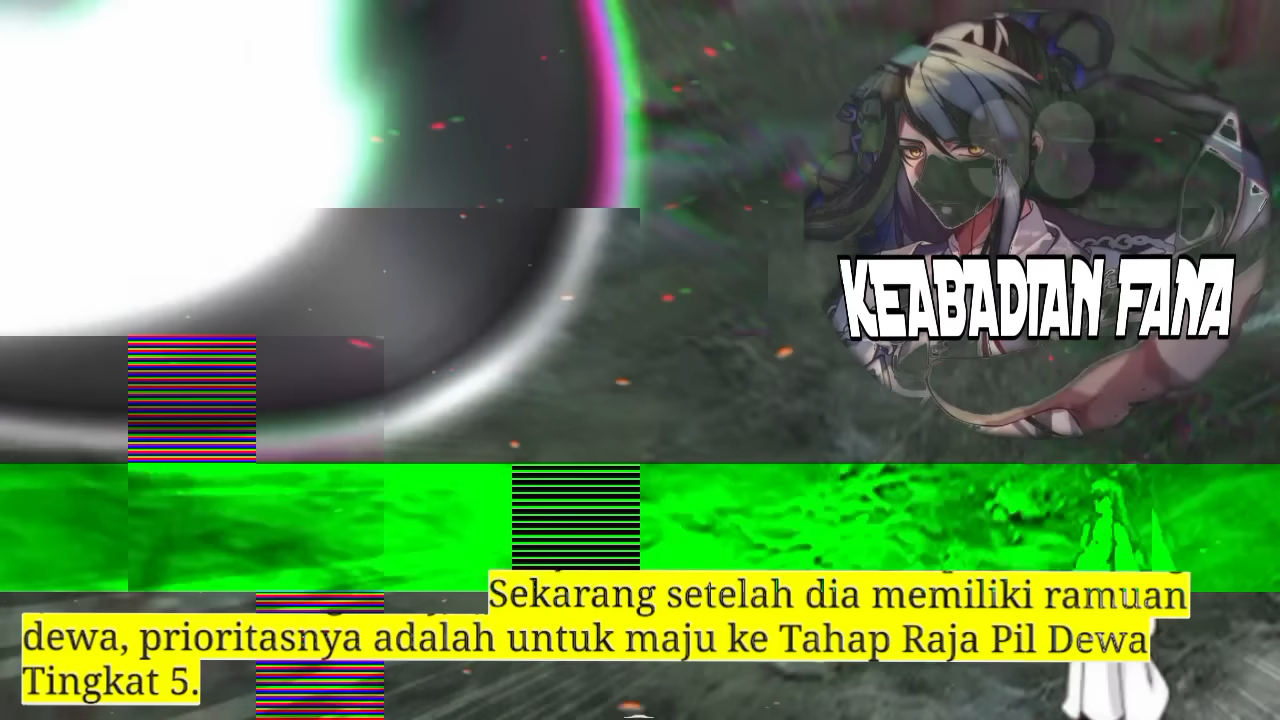 KEABADIAN FANA
Sekarang setelah dia memiliki ramuan
dewa, prioritasnya adalah untuk maju ke Tahap Raja Pil Dewa
Tingkat 5.